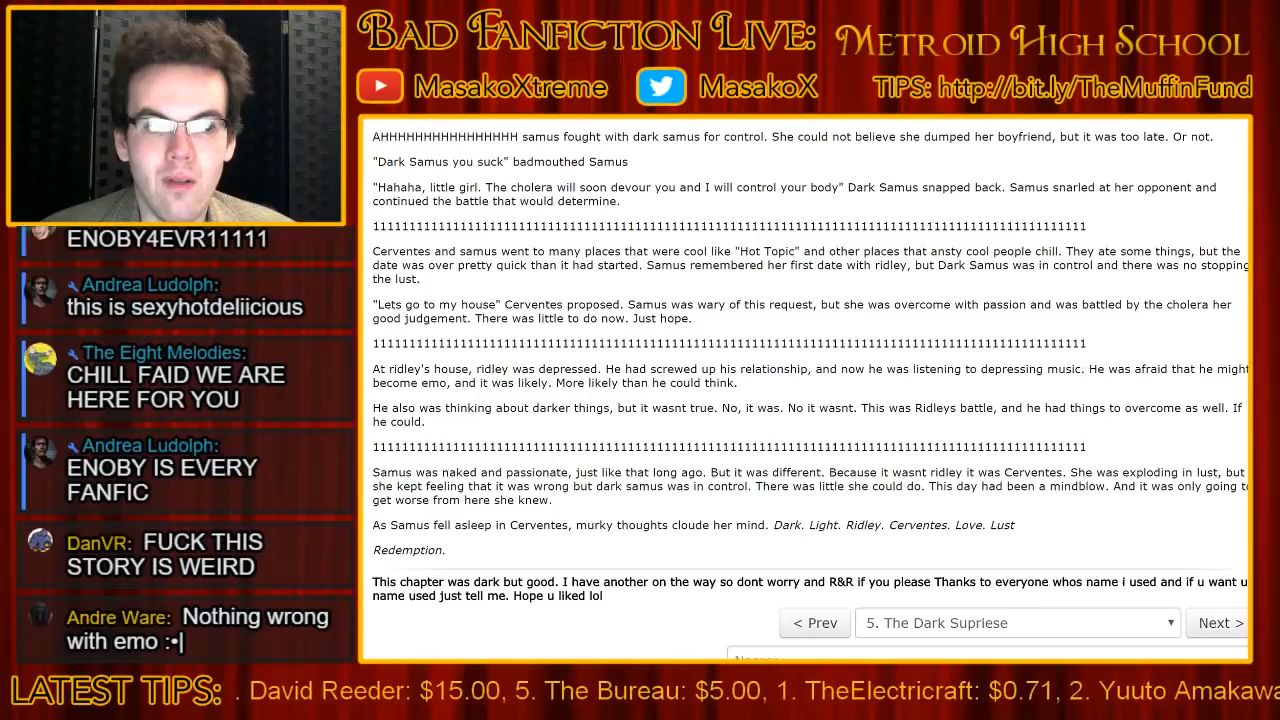 BAD FANFICTION LIVE:
METROID HIGH SCHOOL
MasakoXtreme
MasakoX
TIPS: http://bit.ly/TheMuffinFund
AHHHHHHHHHHHHHHHHH samus fought with dark samus for control. She could not believe she dumped her boyfriend, but it was too late. Or not.
"Dark Samus you suck" badmouthed Samus
"Hahaha, little girl. The cholera will soon devour you and I will control your body" Dark Samus snapped back. Samus snarled at her opponent and
continued the battle that would determine.
1111111111111111111111111111111111111111111111111111111111111111111111111111111111111111111111111
Cerventes and samus went to many places that were cool like "Hot Topic" and other places that ansty cool people chill. They ate some things, but the
date was over pretty quick than it had started. Samus remembered her first date with ridley, but Dark Samus was in control and there was no stopping
the lust.
"Lets go to my house" Cerventes proposed. Samus was wary of this request, but she was overcome with passion and was battled by the cholera her
good judgement. There was little to do now. Just hope.
1111111111111111111111111111111111111111111111111111111111111111111111111111111111111111111111111
At ridley's house, ridley was depressed. He had screwed up his relationship, and now he was listening to depressing music. He was afraid that he might
become emo, and it was likely. More likely than he could think.
He also was thinking about darker things, but it wasnt true. No, it was. No it wasnt. This was Ridleys battle, and he had things to overcome as well. If
he could.
1111111111111111111111111111111111111111111111111111111111111111111111111111111111111111111111111
Samus was naked and passionate, just like that long ago. But it was different. Because it wasnt ridley it was Cerventes. She was exploding in lust, but
she kept feeling that it was wrong but dark samus was in control. There was little she could do. This day had been a mindblow. And it was only going to
get worse from here she knew.
As Samus fell asleep in Cerventes, murky thoughts cloude her mind. Dark. Light. Ridley. Cerventes. Love. Lust
Redemption.
This chapter was dark but good. I have another on the way so dont worry and R&R if you please Thanks to everyone whos name i used and if u want u
name used just tell me. Hope u liked lol
< Prev
5. The Dark SuprIese
Next >
ENOBY4EVR11111
Andrea Ludolph:
this is sexyhotdeliicious
The Eight Melodies:
CHILL FAID WE ARE
HERE FOR YOU
Andrea Ludolph:
ENOBY IS EVERY
FANFIC
DanVR: FUCK THIS
STORY IS WEIRD
Andre Ware: Nothing wrong
with emo :•|
LATEST TIPS: . David Reeder: $15.00, 5. The Bureau: $5.00, 1. TheElectricraft: $0.71, 2. Yuuto Amakawa